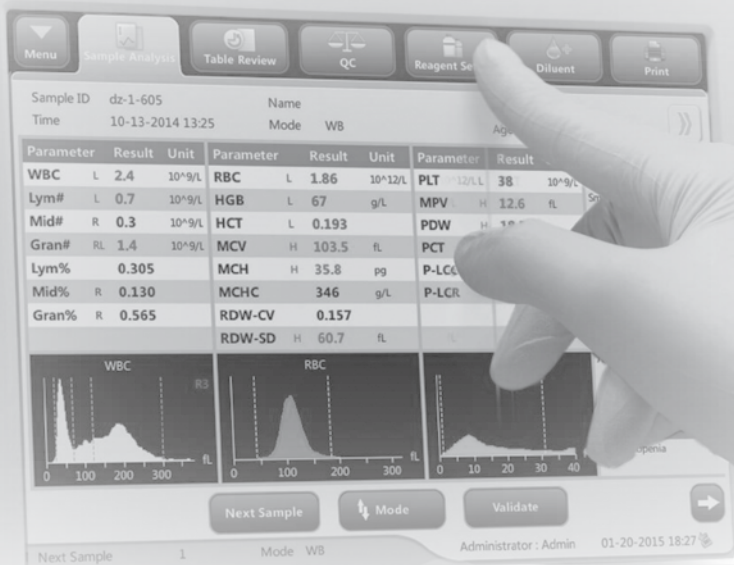 Menu Sample Analysis Table Review QC Reagent Diluent Print
Sample ID dz-1-605 Name
Time 10-13-2014 13:25 Mode WB
Parameter Result Unit Parameter Result Unit Parameter Result
WBC L 2.4 10^9/L RBC L 1.86 10^12/L PLT L 38 10^9/L
Lym# L 0.7 10^9/L HGB L 67 g/L MPV H 12.6 fL
Mid# R 0.3 10^9/L HCT L 0.193 PDW H
Gran# RL 1.4 10^9/L MCV H 103.5 fL PCT
Lym% 0.305 MCH H 35.8 pg
Mid% R 0.130 MCHC 346 g/L P-LCR
Gran% R 0.565 RDW-CV 0.157
RDW-SD H 60.7 fL
WBC RBC
R3
fL fL
0 100 200 300 0 100 200 300 0 10 20 30 40
Next Sample Mode Validate
Next Sample 1 Mode WB Administrator : Admin 01-20-2015 18:27